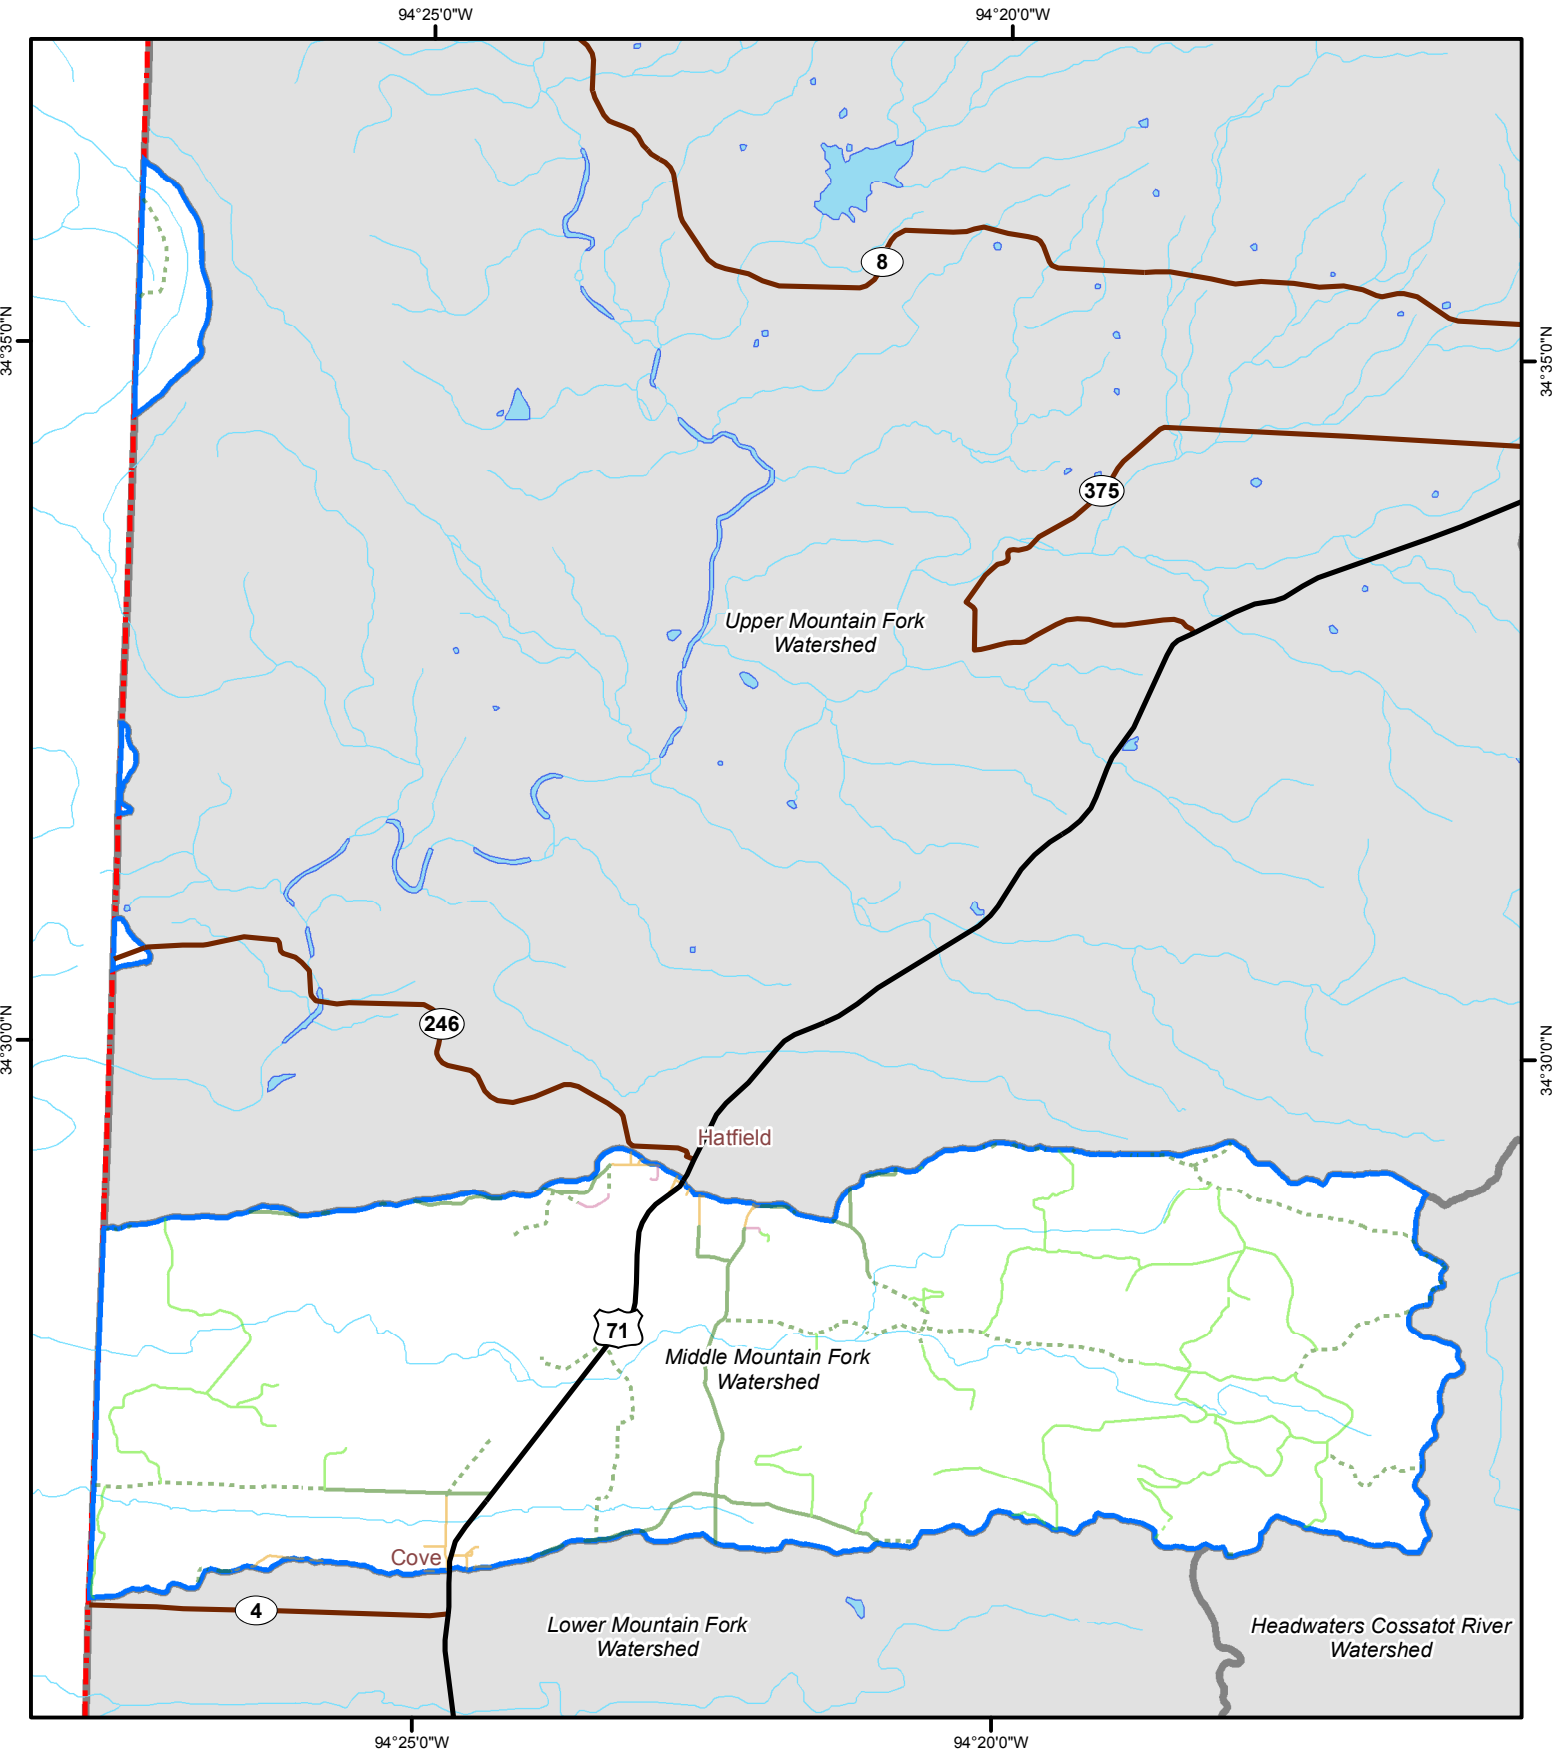 94°25'0"W
94°20'0"W
8
34°35'0"N
34°35'0"N
375
Upper Mountain Fork
Watershed
246
34°30'0"N
34°30'0"N
Hatfield
71
Middle Mountain Fork
Watershed
Cove
4
Lower Mountain Fork
Watershed
Headwaters Cossatot River
Watershed
94°25'0"W
94°20'0"W